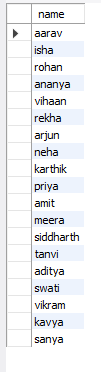 name
aarav
isha
rohan
ananya
vihaan
rekha
arjun
neha
karthik
priya
amit
meera
siddharth
tanvi
aditya
swati
vikram
kavya
sanya